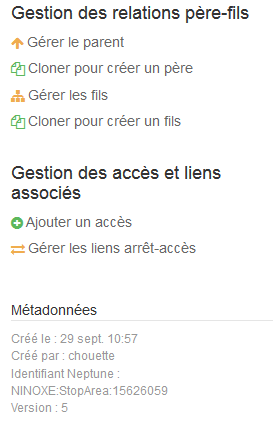 Gestion des relations père-fils
Gérer le parent
Cloner pour créer un père
Gérer les fils
Cloner pour créer un fils
Gestion des accès et liens
associés
Ajouter un accès
Gérer les liens arrêt-accès
Métadonnées
Créé le : 29 sept. 10:57
Créé par : chouette
Identifiant Neptune :
NINOXE:StopArea:15626059
Version : 5